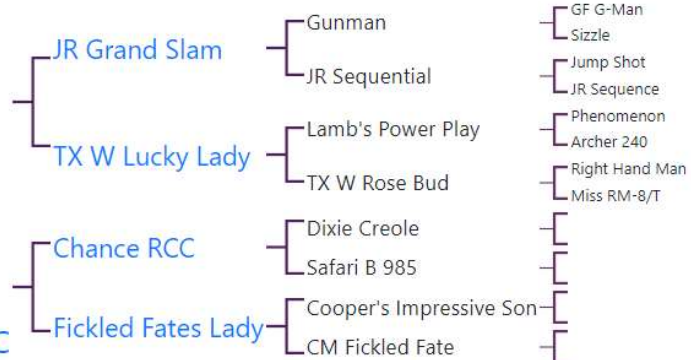 JR Grand Slam
Gunman
GF G-Man
Sizzle
JR Sequential
Jump Shot
JR Sequence
TX W Lucky Lady
Lamb's Power Play
Phenomenon
Archer 240
TX W Rose Bud
Right Hand Man
Miss RM-8/T
Chance RCC
Dixie Creole
Safari B 985
Fickled Fates Lady
Cooper's Impressive Son
CM Fickled Fate